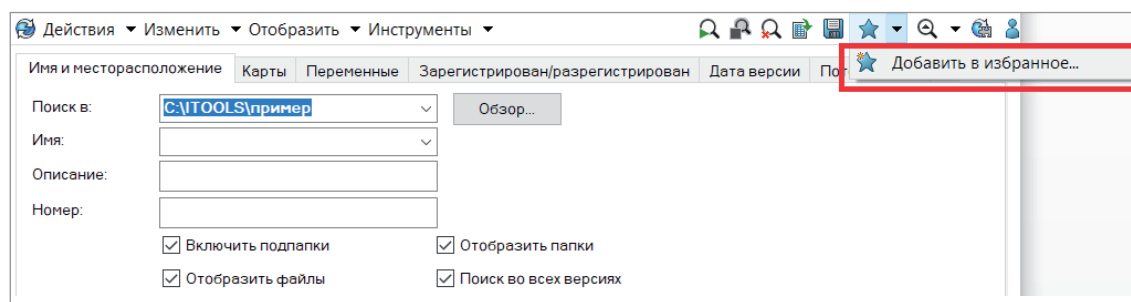 Действия Изменить Отобразить Инструменты
Добавить в избранное...
Имя и месторасположение Карты Переменные Зарегистрирован/разрегистрирован Дата версии
Поиск в: C:\ITOOLS\пример Обзор...
Имя:
Описание:
Номер:
Включить подпапки Отобразить папки
Отобразить файлы Поиск во всех версиях